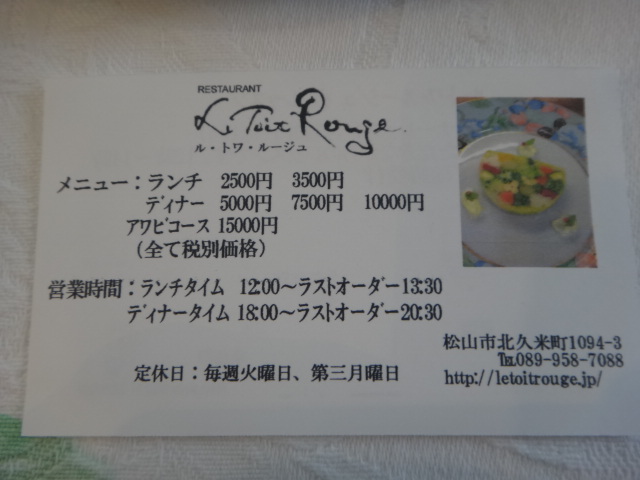 RESTAURANT
Le Toit Rouge.
ル・トワ・ルージュ
メニュー：ランチ 2500円 3500円
ディナー 5000円 7500円 10000円
アワビコース 15000円
（全て税別価格）
営業時間：ランチタイム 12:00～ラストオーダー13:30
ディナータイム 18:00～ラストオーダー20:30
松山市北久米町1094-3
℡089-958-7088
定休日：毎週火曜日、第三月曜日
http://letoitrouge.jp/